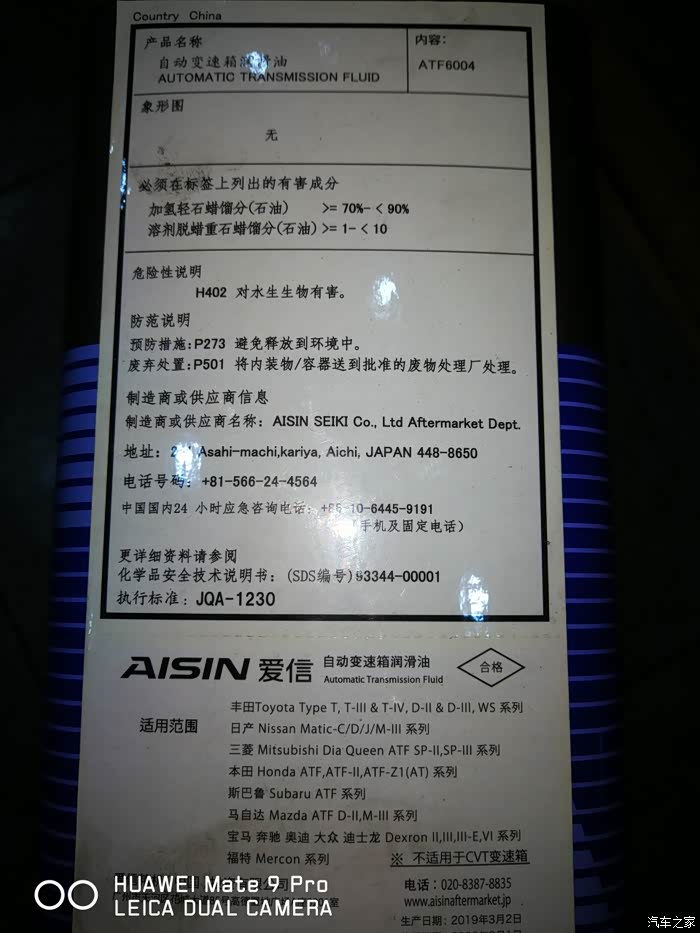 Country China
产品名称
内容：
自动变速箱润滑油
AUTOMATIC TRANSMISSION FLUID
ATF6004
象形图
无
必须在标签上列出的有害成分
加氢轻石蜡馏分(石油) >= 70%- < 90%
溶剂脱蜡重石蜡馏分(石油) >= 1- < 10
危险性说明
H402 对水生生物有害。
防范说明
预防措施:P273 避免释放到环境中。
废弃处置:P501 将内装物/容器送到批准的废物处理厂处理。
制造商或供应商信息
制造商或供应商名称: AISIN SEIKI Co., Ltd Aftermarket Dept.
地址: Asahi-machi,kariya, Aichi, JAPAN 448-8650
电话号码: +81-566-24-4564
中国国内24 小时应急咨询电话: +86-10-6445-9191
(手机及固定电话)
更详细资料请参阅
化学品安全技术说明书: (SDS编号)93344-00001
执行标准: JQA-1230
AISIN 爱信 自动变速箱润滑油
Automatic Transmission Fluid
合格
适用范围
丰田Toyota Type T, T-III & T-IV, D-II & D-III, WS 系列
日产 Nissan Matic-C/D/J/M-III 系列
三菱 Mitsubishi Dia Queen ATF SP-II,SP-III 系列
本田 Honda ATF,ATF-II,ATF-Z1(AT) 系列
斯巴鲁 Subaru ATF 系列
马自达 Mazda ATF D-II,M-III 系列
宝马 奔驰 奥迪 大众 迪士龙 Dexron II,III,III-E,VI 系列
福特 Mercon 系列
※ 不适用于CVT变速箱
电话：020-8387-8835
www.aisinaftermarket.jp
生产日期：2019年3月2日
HUAWEI Mate 9 Pro
LEICA DUAL CAMERA
汽车之家